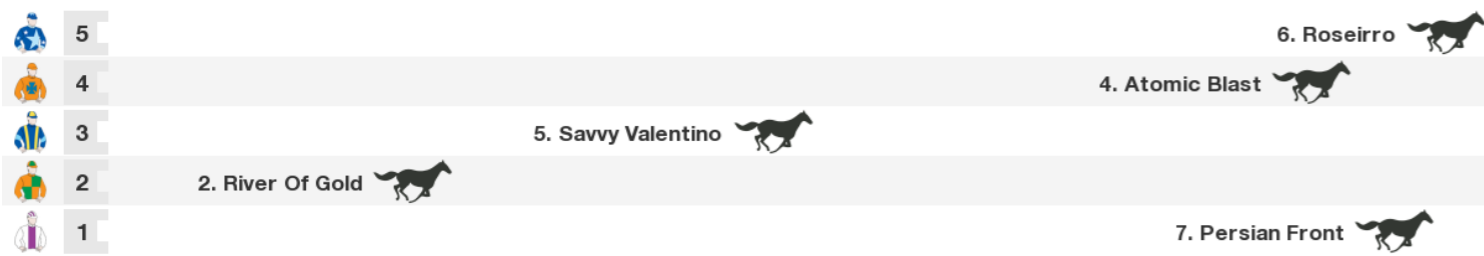 5 6. Roseirro
4 4. Atomic Blast
3 5. Savvy Valentino
2 2. River Of Gold
1 7. Persian Front